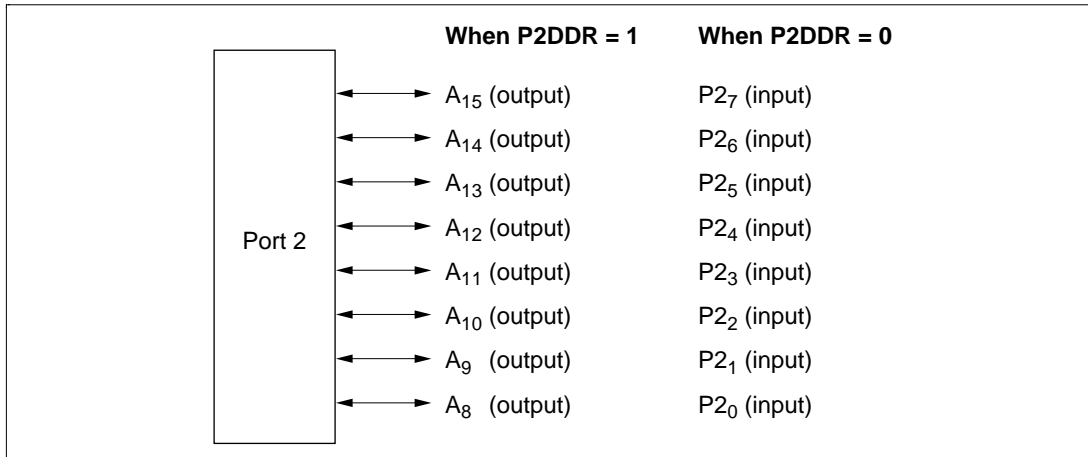 When P2DDR = 1 When P2DDR = 0
A15 (output) P27 (input)
A14 (output) P26 (input)
A13 (output) P25 (input)
A12 (output) P24 (input)
Port 2
A11 (output) P23 (input)
A10 (output) P22 (input)
A9 (output) P21 (input)
A8 (output) P20 (input)